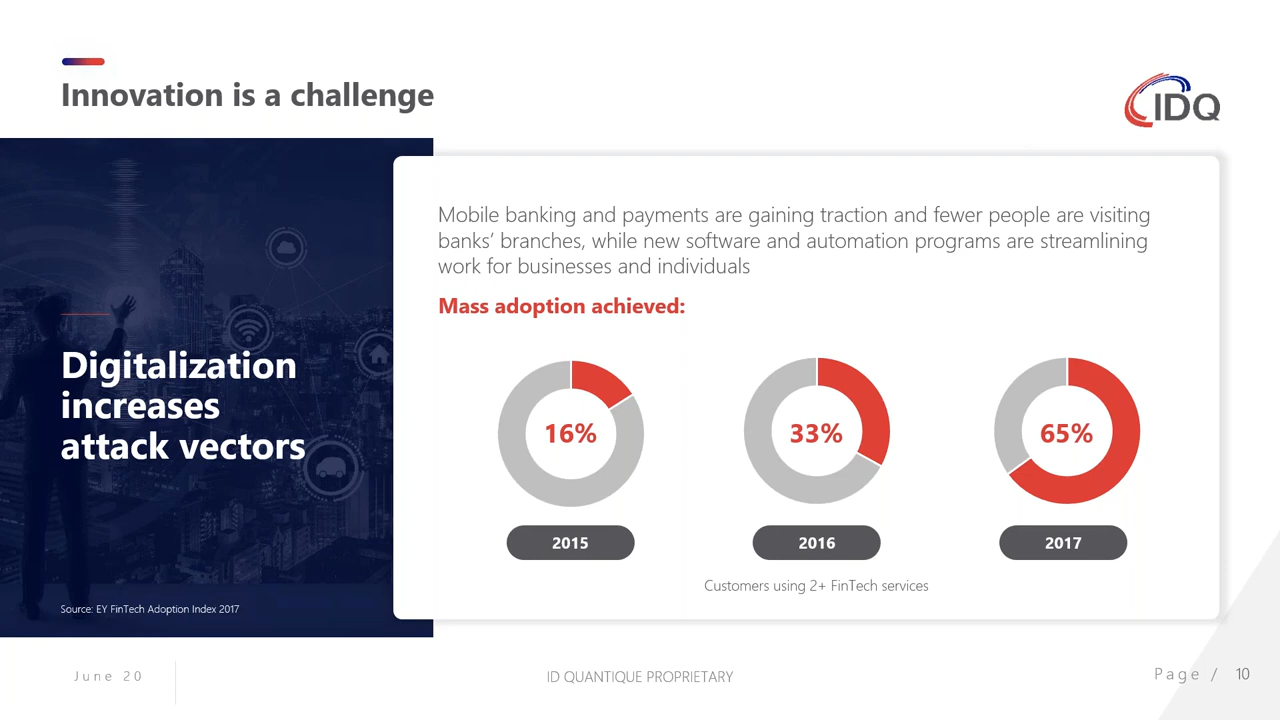 Innovation is a challenge
IDQ
Digitalization
increases
attack vectors
Source: EY FinTech Adoption Index 2017
Mobile banking and payments are gaining traction and fewer people are visiting
banks’ branches, while new software and automation programs are streamlining
work for businesses and individuals
Mass adoption achieved:
16%
33%
65%
2015
2016
2017
Customers using 2+ FinTech services
June 20
ID QUANTIQUE PROPRIETARY
Page / 10